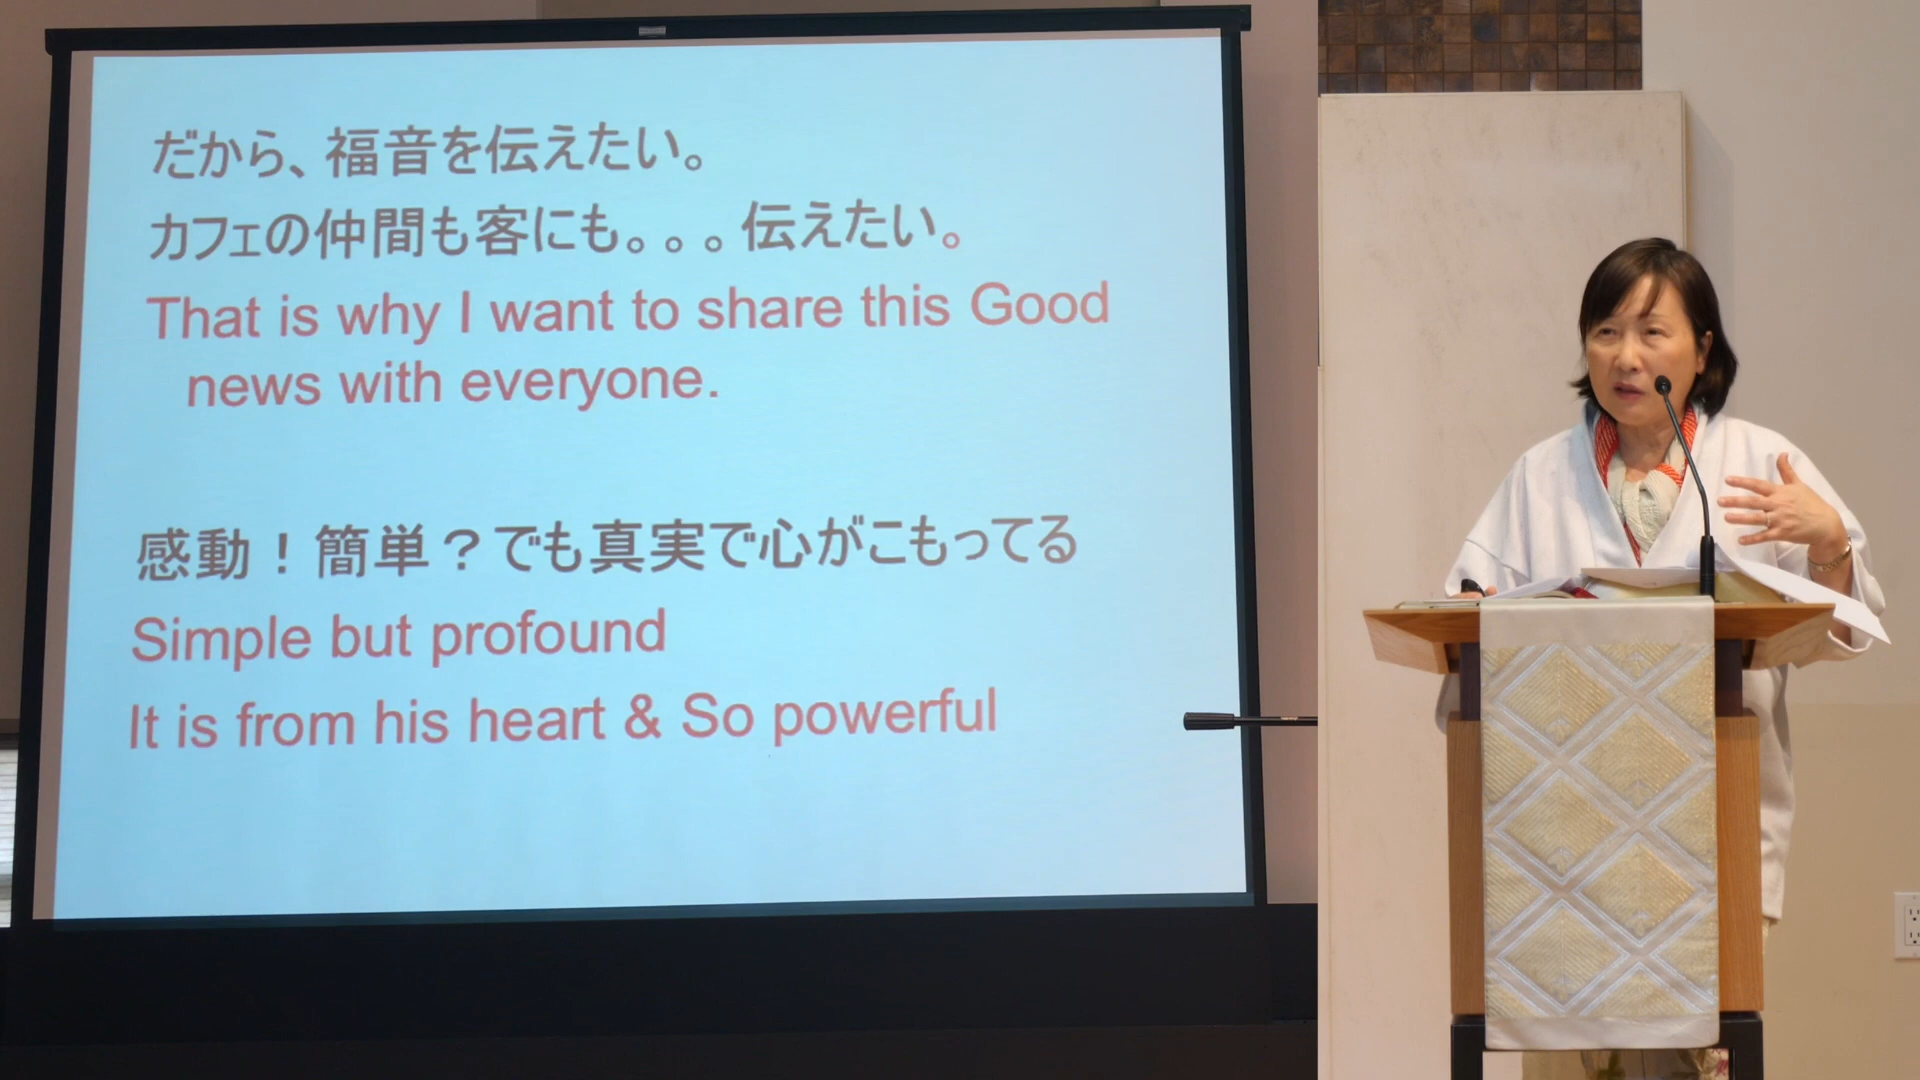 だから、福音を伝えたい。
カフェの仲間も客にも。。。伝えたい。
That is why I want to share this Good
news with everyone.
感動！簡単？でも真実で心がこもってる
Simple but profound
It is from his heart & So powerful